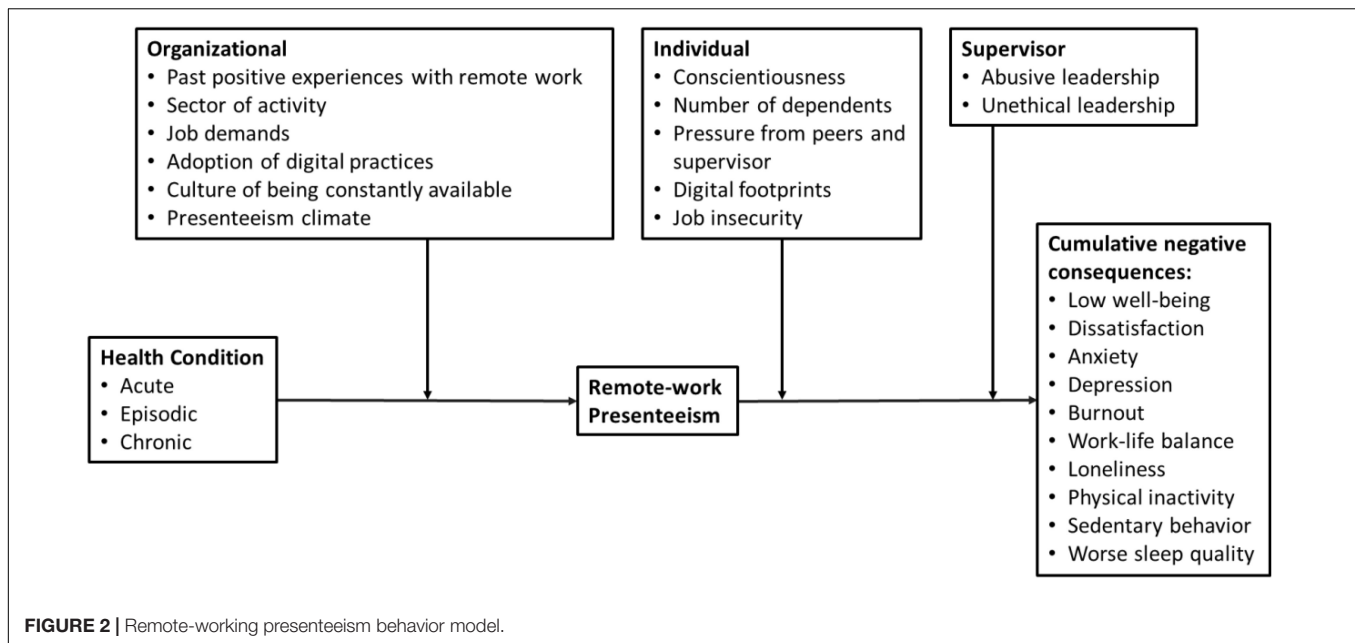 Organizational
• Past positive experiences with remote work
• Sector of activity
• Job demands
• Adoption of digital practices
• Culture of being constantly available
• Presenteeism climate
Individual
• Conscientiousness
• Number of dependents
• Pressure from peers and
supervisor
• Digital footprints
• Job insecurity
Supervisor
• Abusive leadership
• Unethical leadership
Health Condition
• Acute
• Episodic
• Chronic
Remote-work
Presenteeism
Cumulative negative
consequences:
• Low well-being
• Dissatisfaction
• Anxiety
• Depression
• Burnout
• Work-life balance
• Loneliness
• Physical inactivity
• Sedentary behavior
• Worse sleep quality
FIGURE 2 | Remote-working presenteeism behavior model.